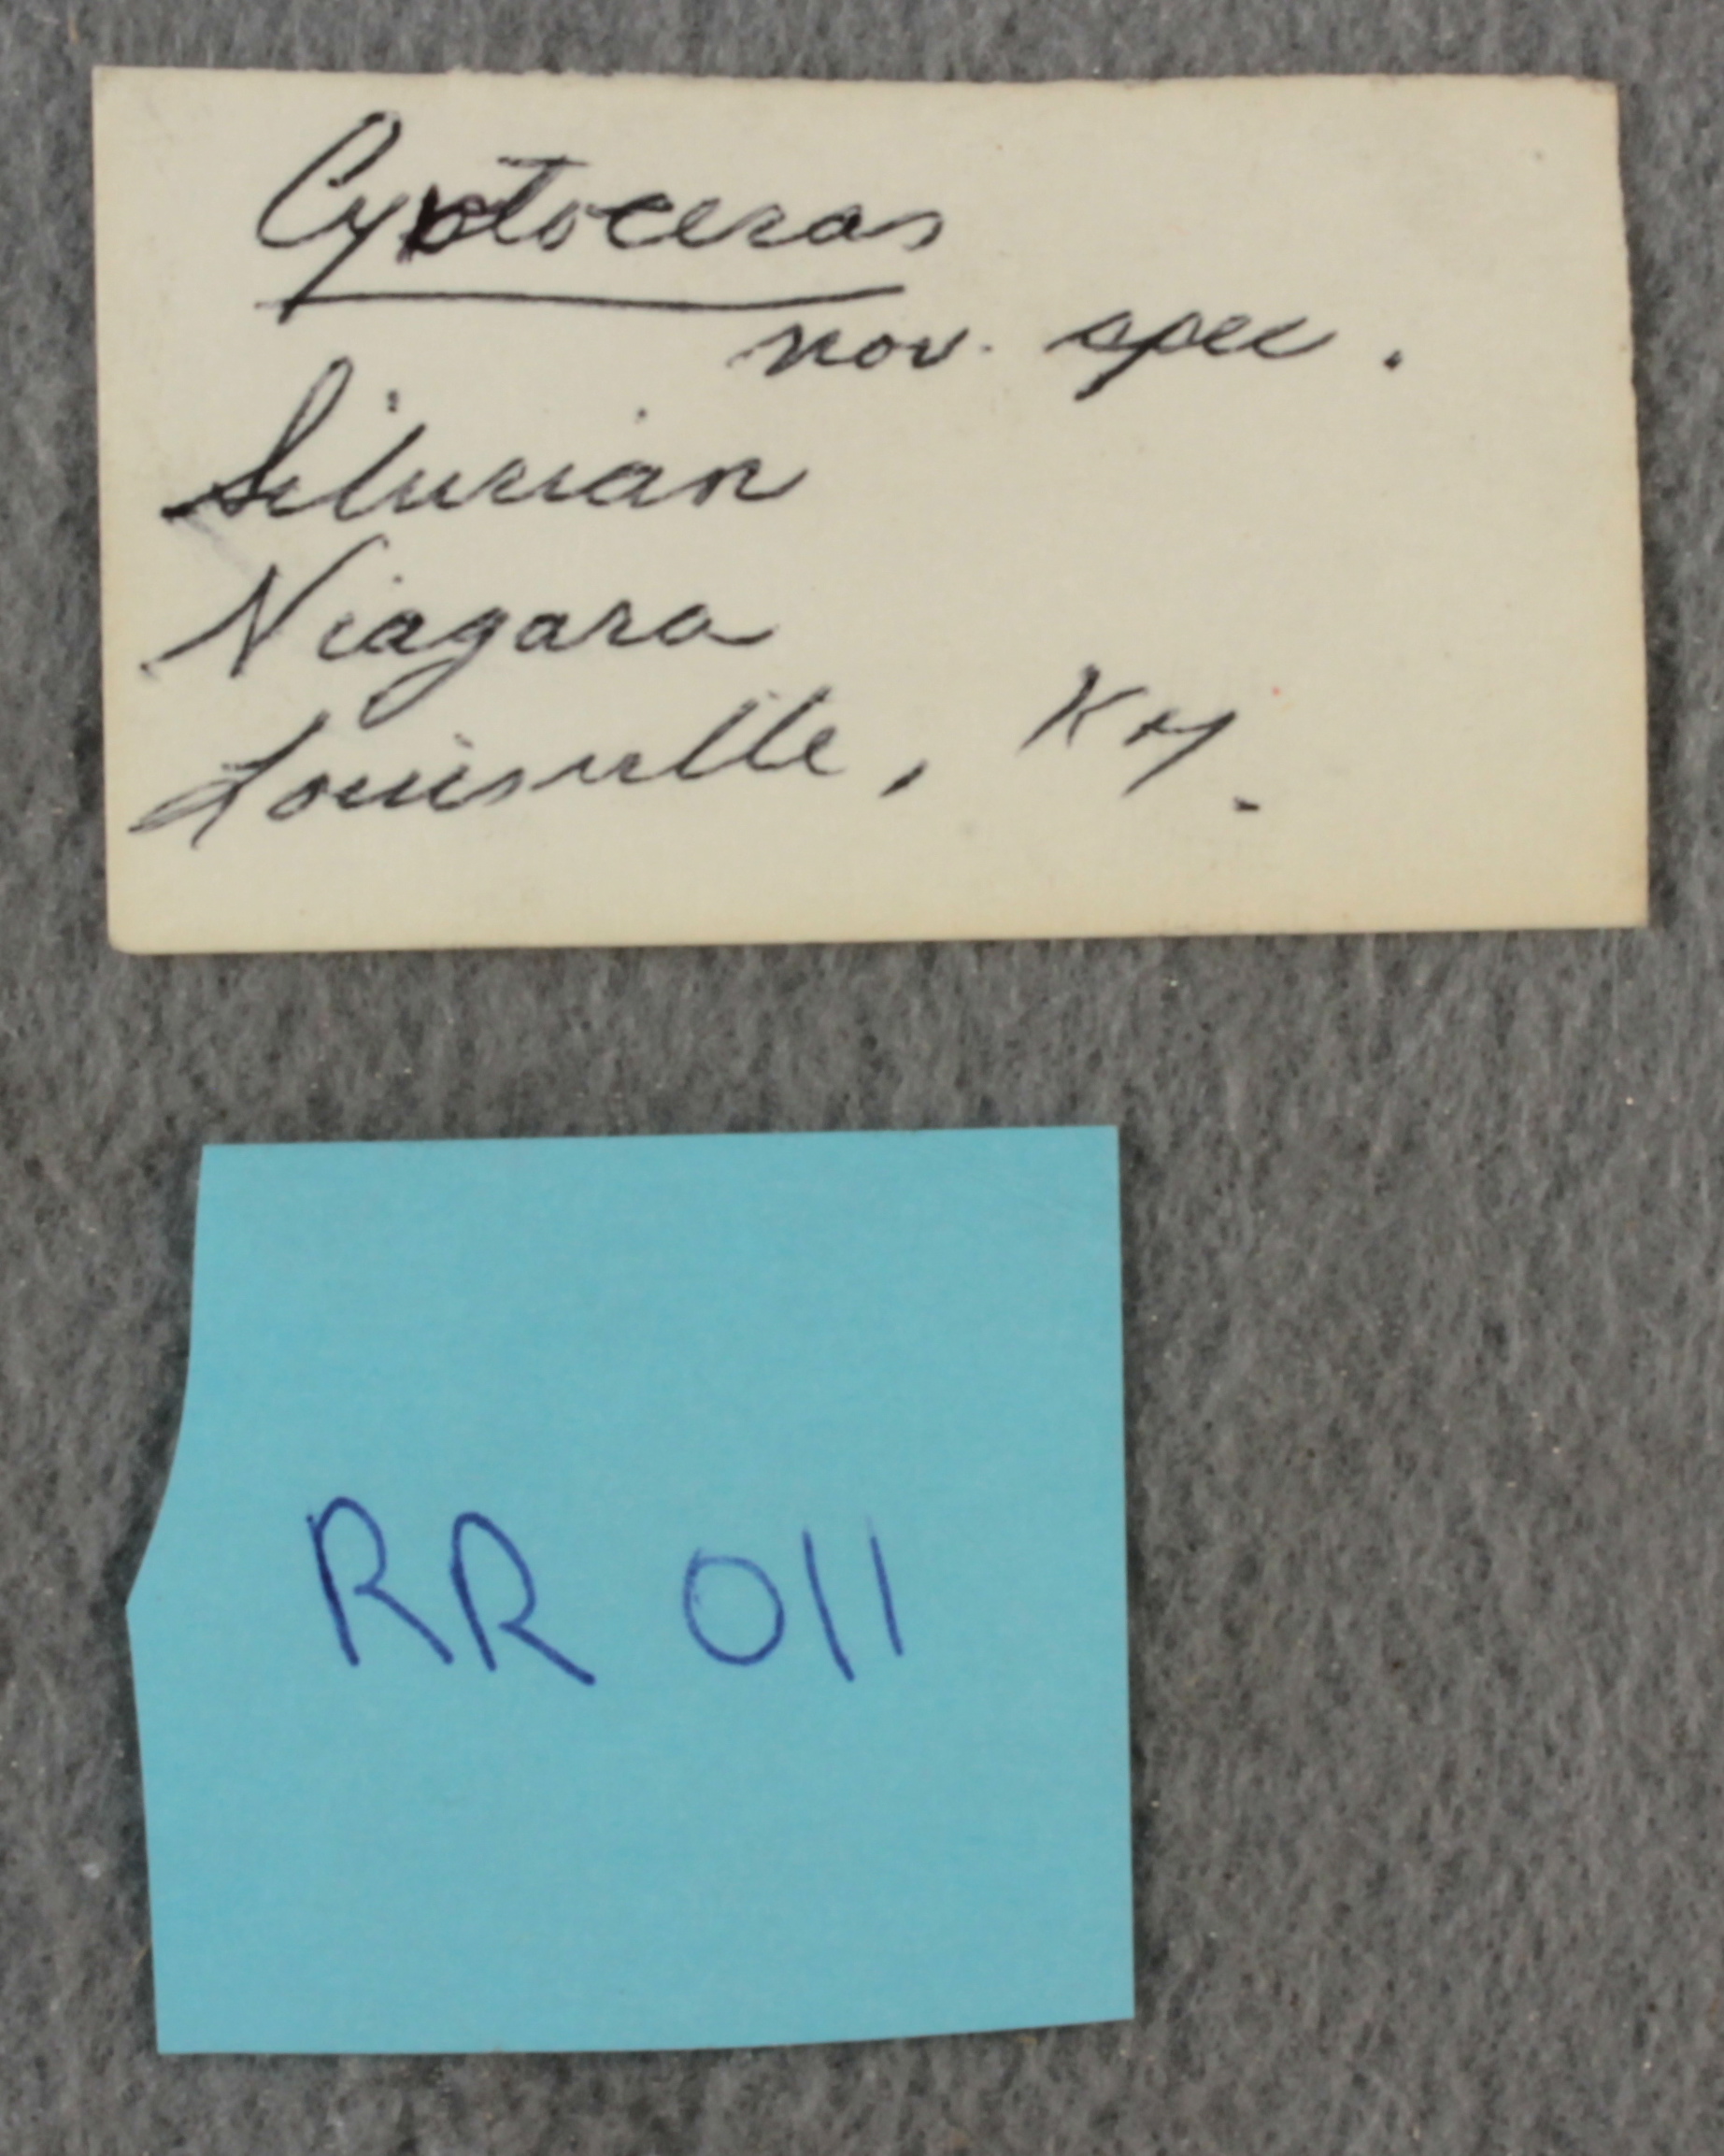 Cyrtoceras
nov. spec.
Silurian
Niagara
Louisville, Ky.
RR 011